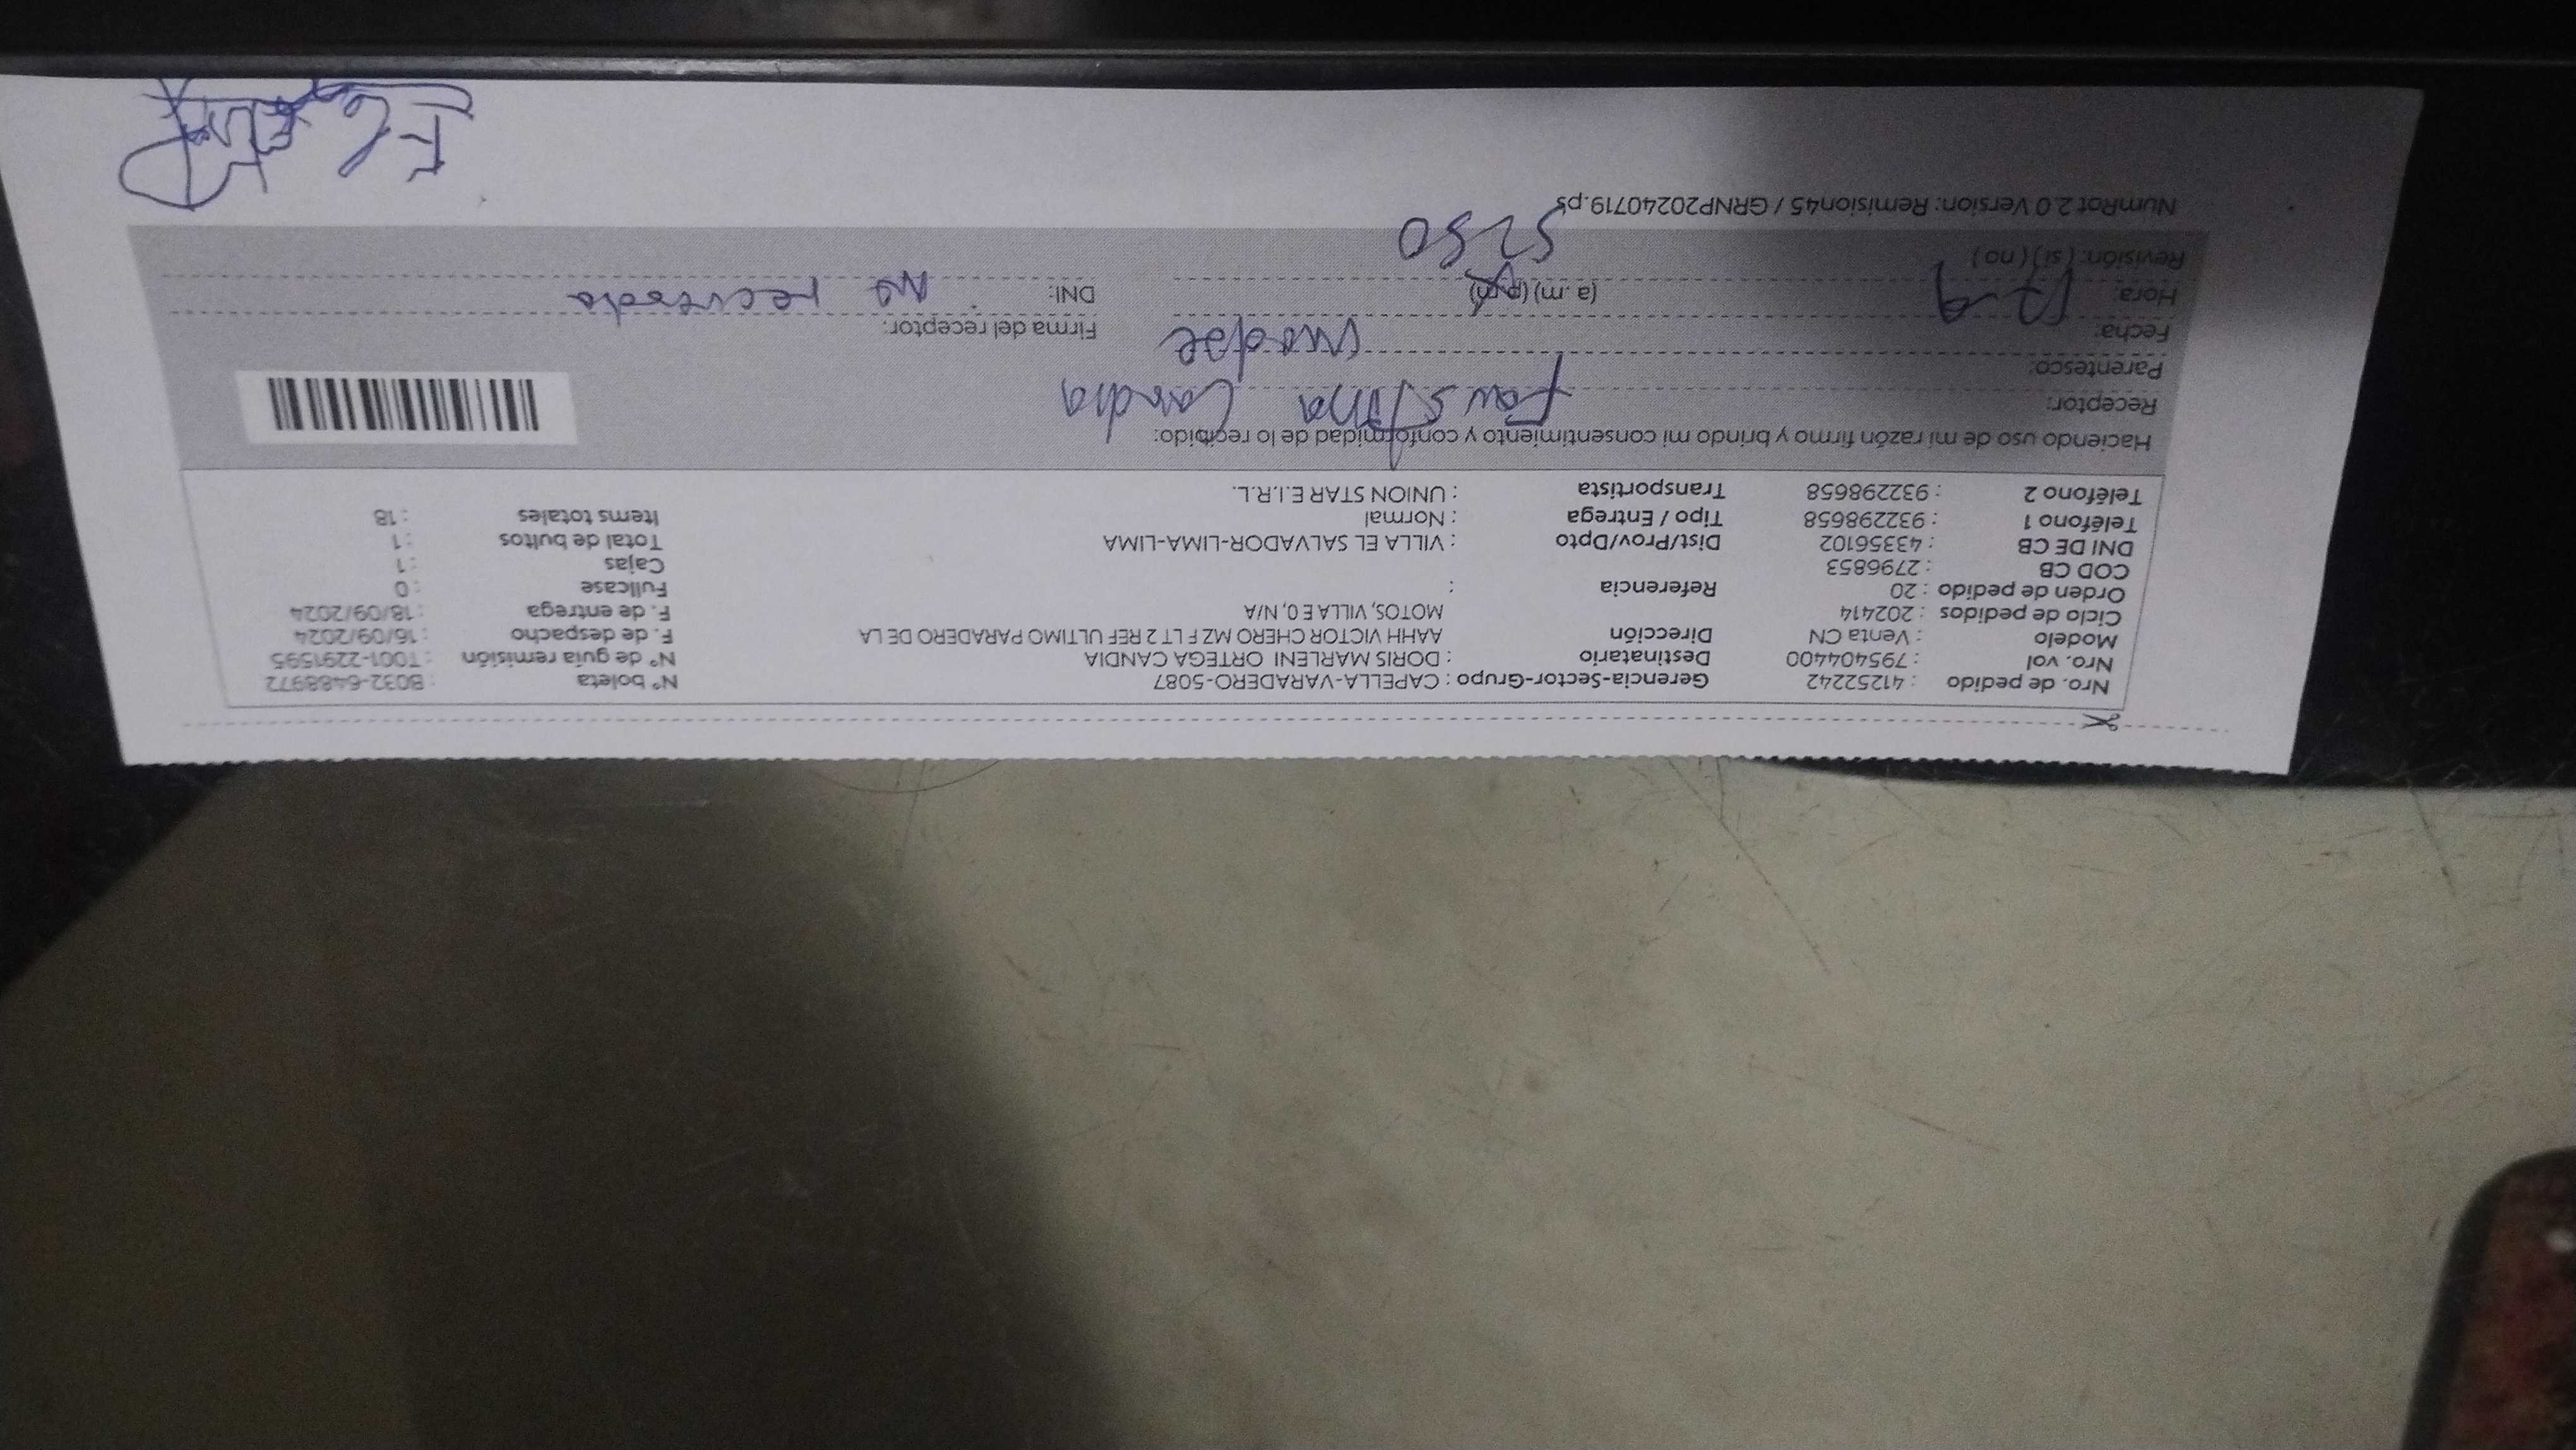 Nro. de pedido : 41252242 Gerencia-Sector-Grupo : CAPELLA-VARADERO-5087 N° boleta : B032-6488972
Nro. vol : 795404400 Destinatario : DORIS MARLENI ORTEGA CANDIA N° de guía remisión : T001-2291595
Modelo : Venta CN Dirección AAHH VICTOR CHERO MZ F LT 2 REF ULTIMO PARADERO DE LA F. de despacho : 16/09/2024
Ciclo de pedidos : 202414 MOTOS, VILLA E 0, N/A F. de entrega : 18/09/2024
Orden de pedido : 20 Referencia : Fullcase : 0
COD CB : 2796853 Cajas : 1
DNI DE CB : 43356102 Dist/Prov/Dpto : VILLA EL SALVADOR-LIMA-LIMA Total de bultos : 1
Teléfono 1 : 932298658 Tipo / Entrega : Normal Items totales : 18
Teléfono 2 : 932298658 Transportista : UNION STAR E.I.R.L.
Haciendo uso de mi razón firmo y brindo mi consentimiento y conformidad de lo recibido:
Receptor: Faustina Candia
Parentesco: madre
Fecha: 17-9 Firma del receptor:
Hora: (a.m) (p.m) DNI: no recuerda
Revisión: (si) (no) 5250
NumRot 2.0 Version: Remision45 / GRNP20240719.ps